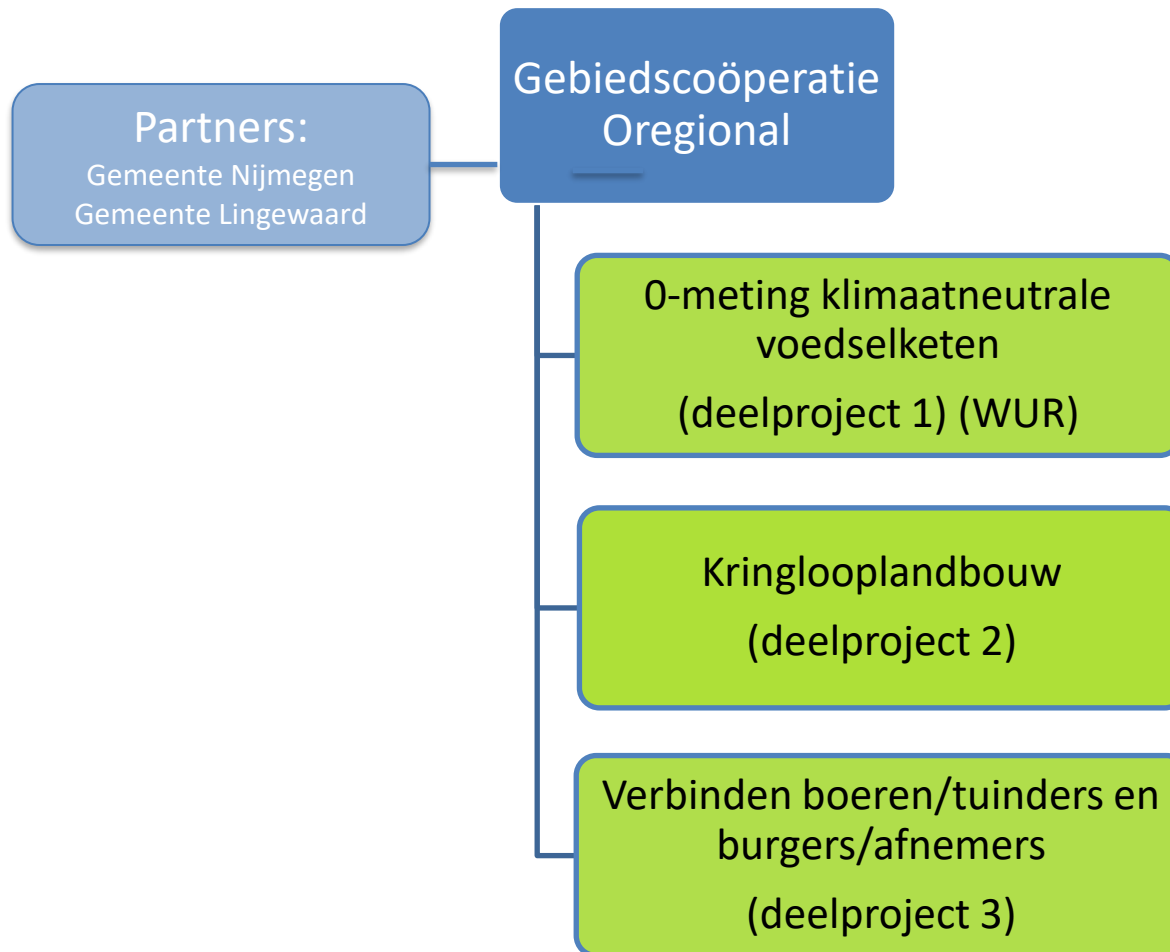 Gebiedscoöperatie
Oregional
Partners:
Gemeente Nijmegen
Gemeente Lingewaard
0-meting klimaatneutrale
voedselketen
(deelproject 1) (WUR)
Kringlooplandbouw
(deelproject 2)
Verbinden boeren/tuinders en
burgers/afnemers
(deelproject 3)